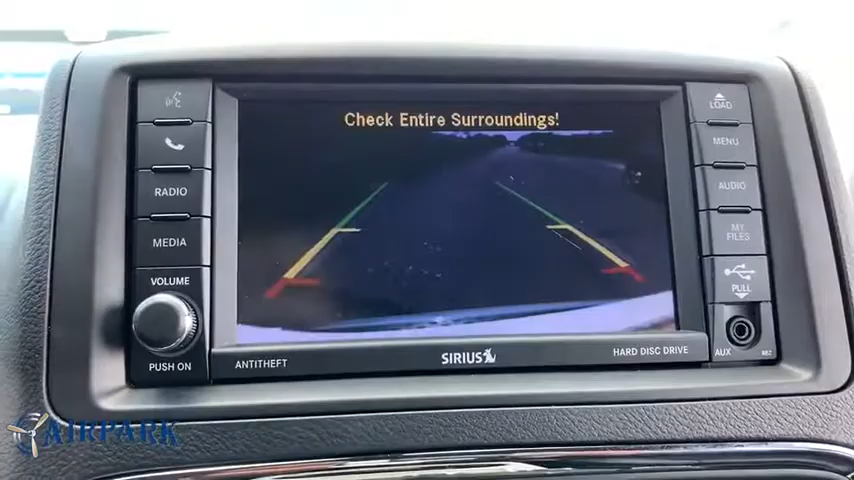 Check Entire Surroundings!
RADIO
MEDIA
VOLUME
PUSH ON
LOAD
MENU
AUDIO
MY
FILES
PULL
AUX
RBZ
ANTITHEFT
SIRIUS
HARD DISC DRIVE
AIRPARK